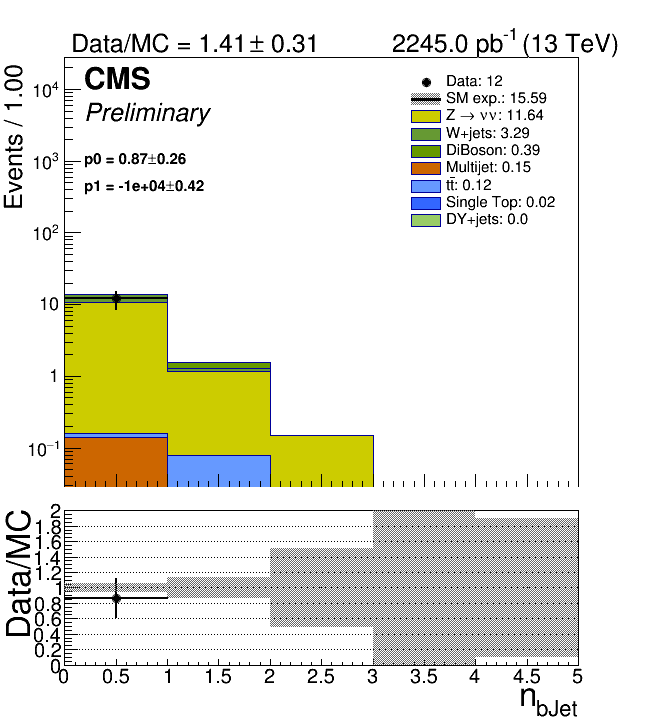 Data/MC = 1.41 ± 0.31 2245.0 pb⁻¹ (13 TeV)
CMS
Preliminary
p0 = 0.87±0.26
p1 = -1e+04±0.42
Data: 12
SM exp.: 15.59
Z → νν: 11.64
W+jets: 3.29
DiBoson: 0.39
Multijet: 0.15
tt̄: 0.12
Single Top: 0.02
DY+jets: 0.0
Events / 1.00
10⁴
10³
10²
10
1
10⁻¹
Data/MC
2
1.8
1.6
1.4
1.2
1
0.8
0.6
0.4
0.2
0
0 0.5 1 1.5 2 2.5 3 3.5 4 4.5 5
n_bJet